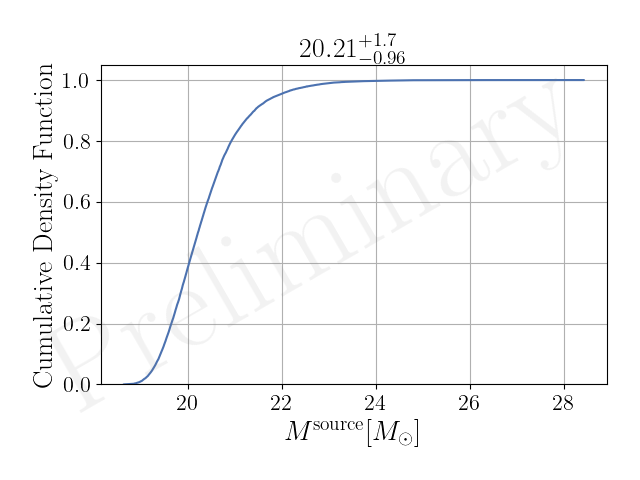 20.21^{+1.7}_{-0.96}
1.0
0.8
0.6
0.4
0.2
0.0
Cumulative Density Function
20 22 24 26 28
M^{source}[M_⊙]
Preliminary